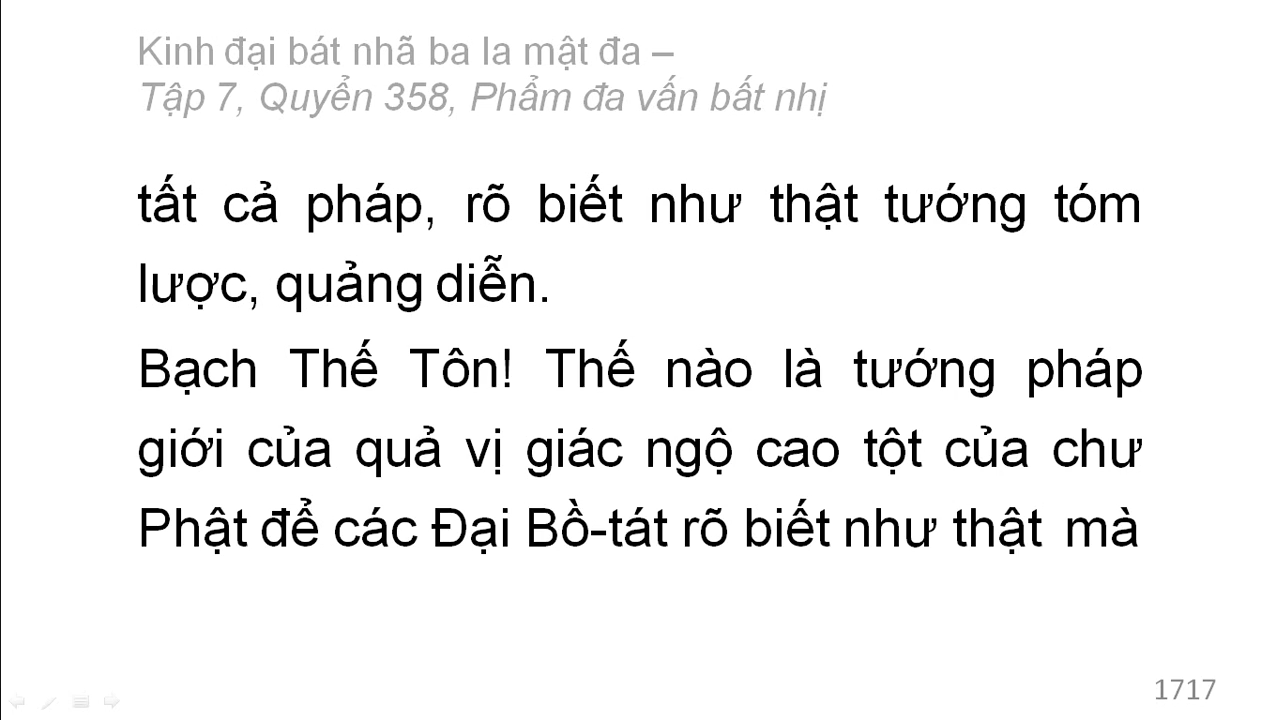 Kinh đại bát nhã ba la mật đa –
Tập 7, Quyển 358, Phẩm đa vấn bất nhị
tất cả pháp, rõ biết như thật tướng tóm
lược, quảng diễn.
Bạch Thế Tôn! Thế nào là tướng pháp
giới của quả vị giác ngộ cao tột của chư
Phật để các Đại Bồ-tát rõ biết như thật mà
1717